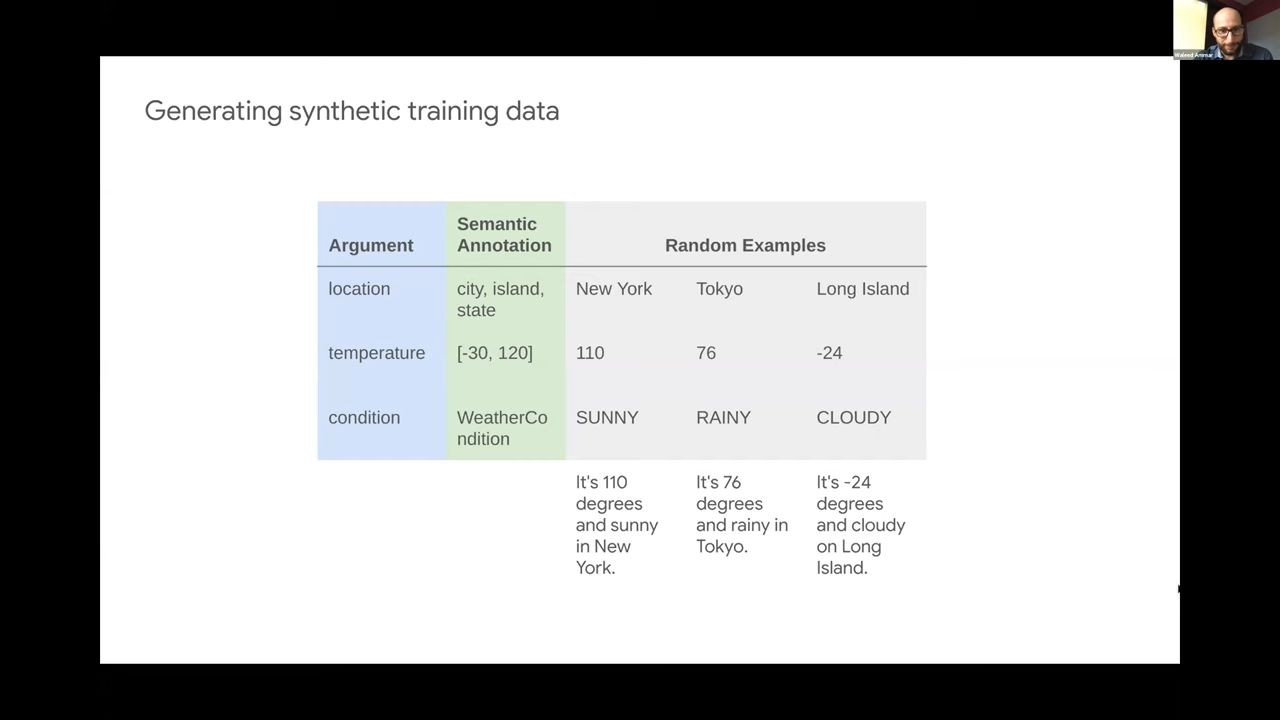 Waleed Ammar
Generating synthetic training data
Argument
Semantic
Annotation
Random Examples
location
city, island,
state
New York
Tokyo
Long Island
temperature
[-30, 120]
110
76
-24
condition
WeatherCo
ndition
SUNNY
RAINY
CLOUDY
It's 110
degrees
and sunny
in New
York.
It's 76
degrees
and rainy in
Tokyo.
It's -24
degrees
and cloudy
on Long
Island.